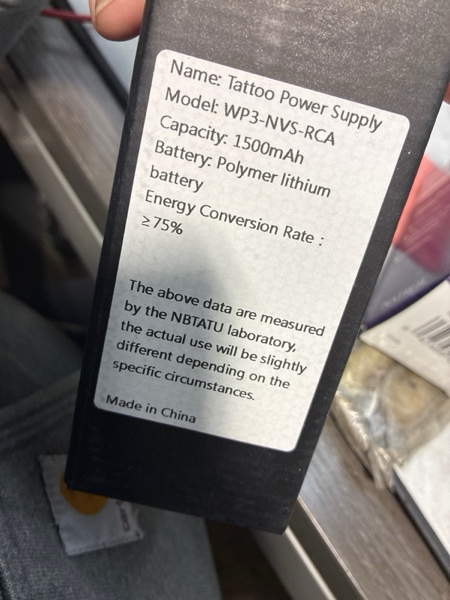 Name: Tattoo Power Supply
Model: WP3-NVS-RCA
Capacity: 1500mAh
Battery: Polymer lithium
battery
Energy Conversion Rate :
≥75%
The above data are measured
by the NBTATU laboratory,
the actual use will be slightly
different depending on the
specific circumstances.
Made in China